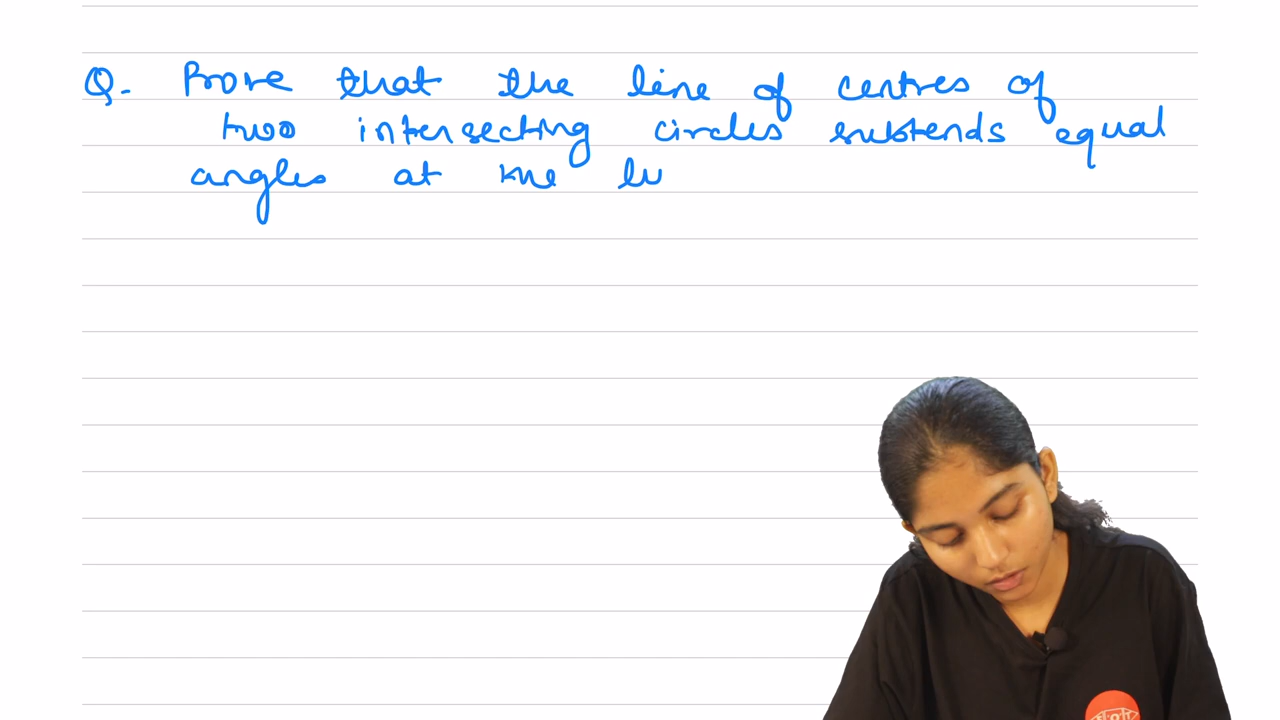 Q. Prove that the line of centres of
two intersecting circles subtends equal
angles at the